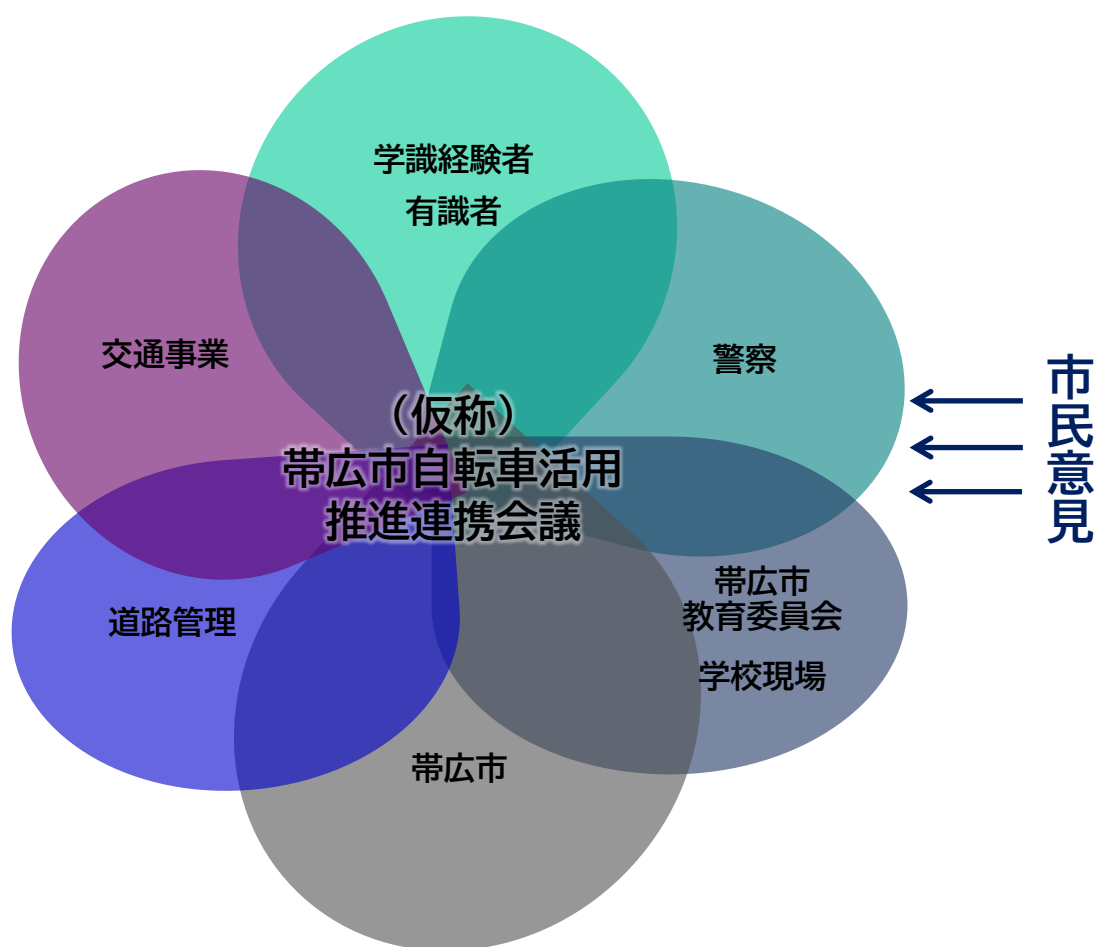 学識経験者
有識者
交通事業
警察
（仮称）
帯広市自転車活用
推進連携会議
市民意見
道路管理
帯広市
教育委員会
学校現場
帯広市